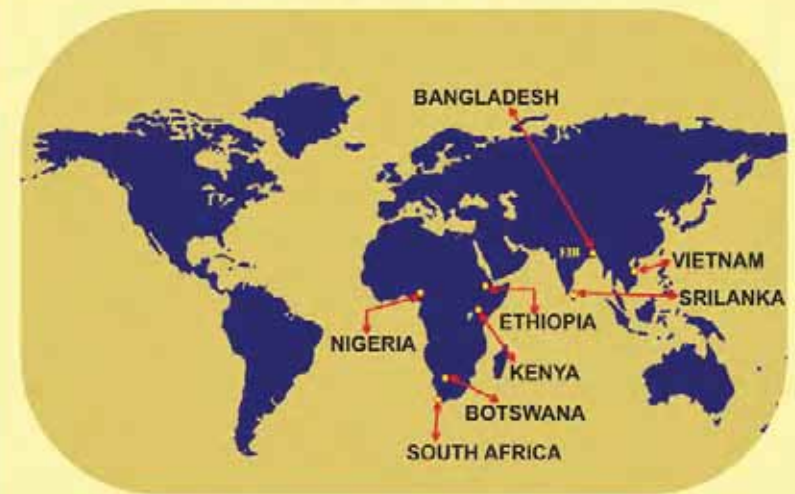 BANGLADESH
VIETNAM
SRILANKA
ETHIOPIA
NIGERIA
KENYA
BOTSWANA
SOUTH AFRICA